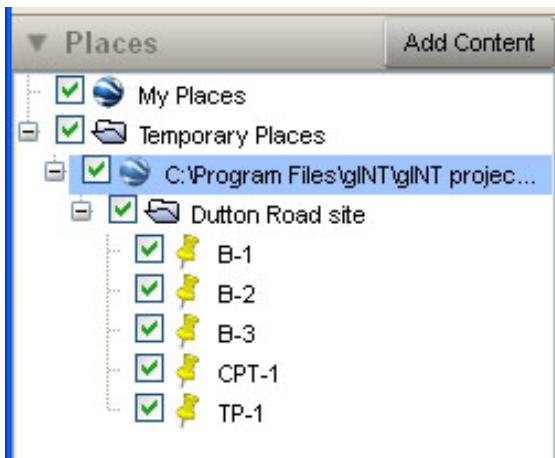 Places Add Content
My Places
Temporary Places
C:\Program Files\gINT\gINT projec...
Dutton Road site
B-1
B-2
B-3
CPT-1
TP-1